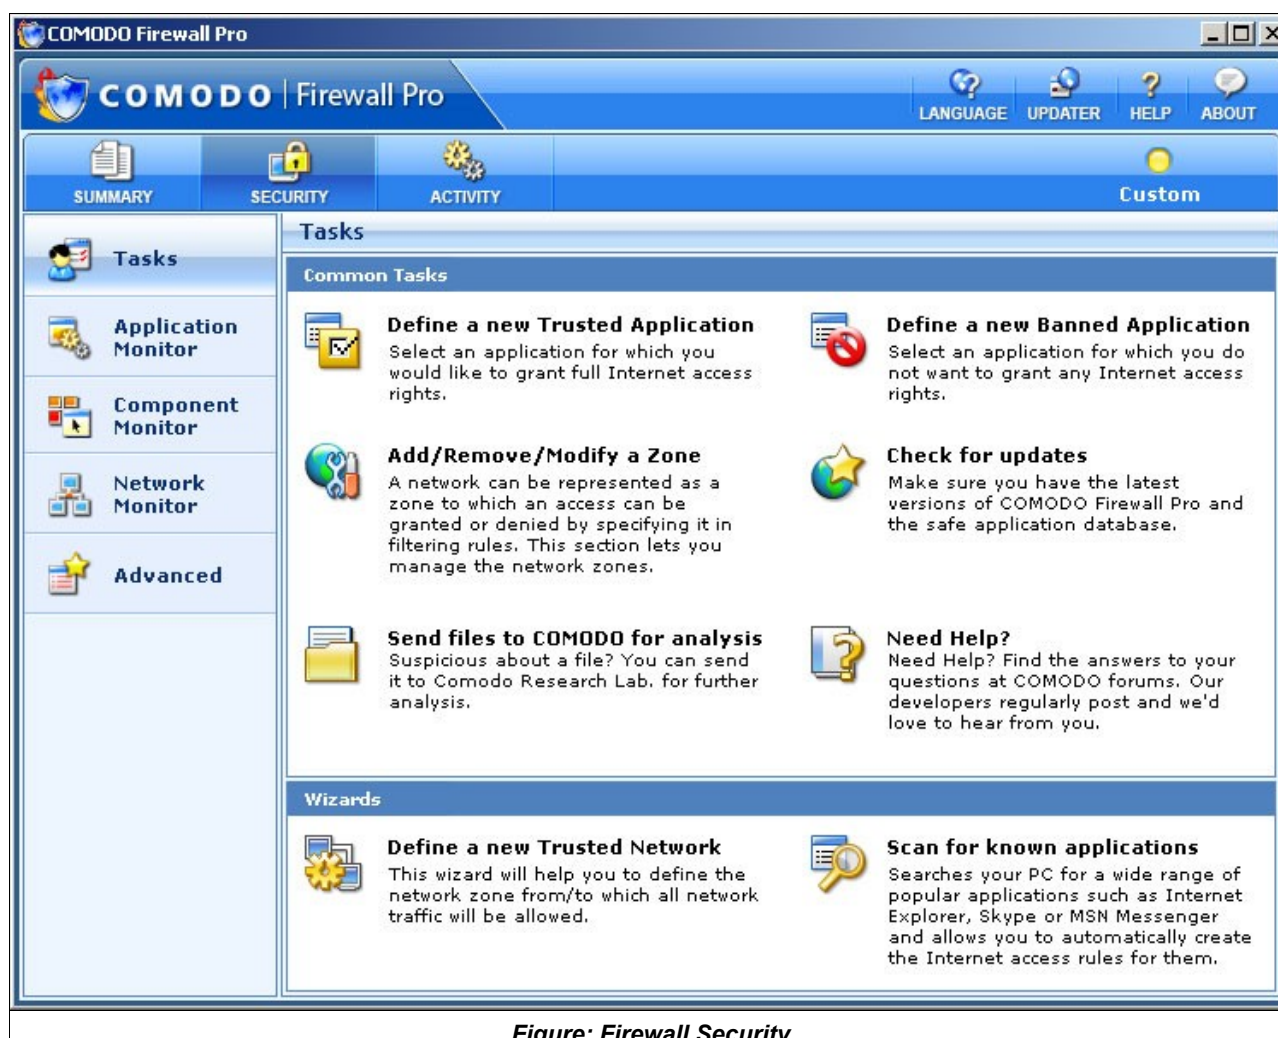 COMODO Firewall Pro
COMODO | Firewall Pro
LANGUAGE UPDATER HELP ABOUT
SUMMARY SECURITY ACTIVITY Custom
Tasks
Application
Monitor
Component
Monitor
Network
Monitor
Advanced
Tasks
Common Tasks
Define a new Trusted Application
Select an application for which you
would like to grant full Internet access
rights.
Define a new Banned Application
Select an application for which you do
not want to grant any Internet access
rights.
Add/Remove/Modify a Zone
A network can be represented as a
zone to which an access can be
granted or denied by specifying it in
filtering rules. This section lets you
manage the network zones.
Check for updates
Make sure you have the latest
versions of COMODO Firewall Pro and
the safe application database.
Send files to COMODO for analysis
Suspicious about a file? You can send
it to Comodo Research Lab. for further
analysis.
Need Help?
Need Help? Find the answers to your
questions at COMODO forums. Our
developers regularly post and we'd
love to hear from you.
Wizards
Define a new Trusted Network
This wizard will help you to define the
network zone from/to which all network
traffic will be allowed.
Scan for known applications
Searches your PC for a wide range of
popular applications such as Internet
Explorer, Skype or MSN Messenger
and allows you to automatically create
the Internet access rules for them.
Figure: Firewall Security